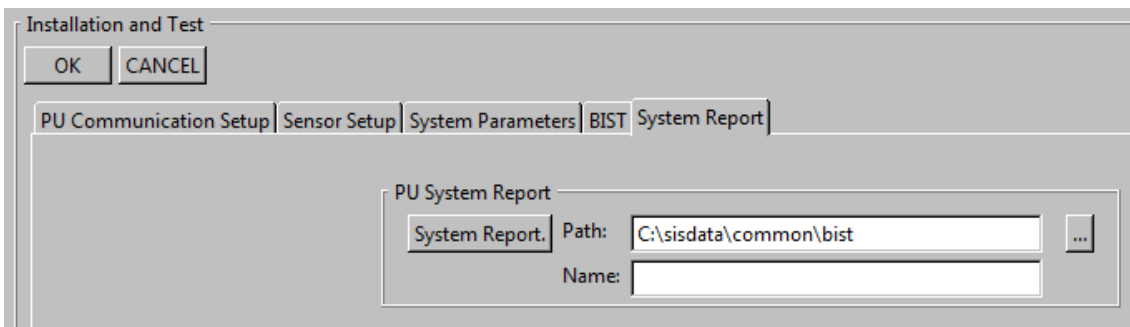 Installation and Test
OK CANCEL
PU Communication Setup Sensor Setup System Parameters BIST System Report
PU System Report
System Report. Path: C:\sisdata\common\bist ...
Name: